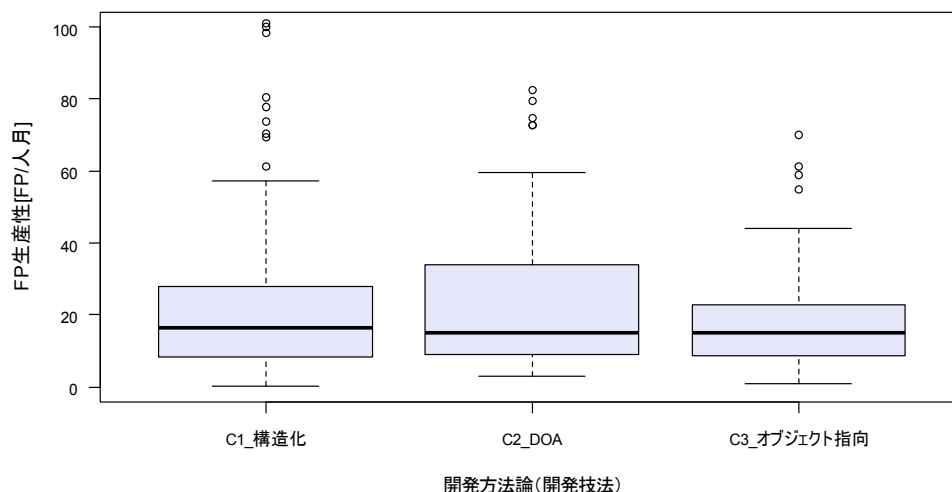 FP生産性[FP/人月]
100
80
60
40
20
0
C1_構造化
C2_DOA
C3_オブジェクト指向
開発方法論(開発技法)